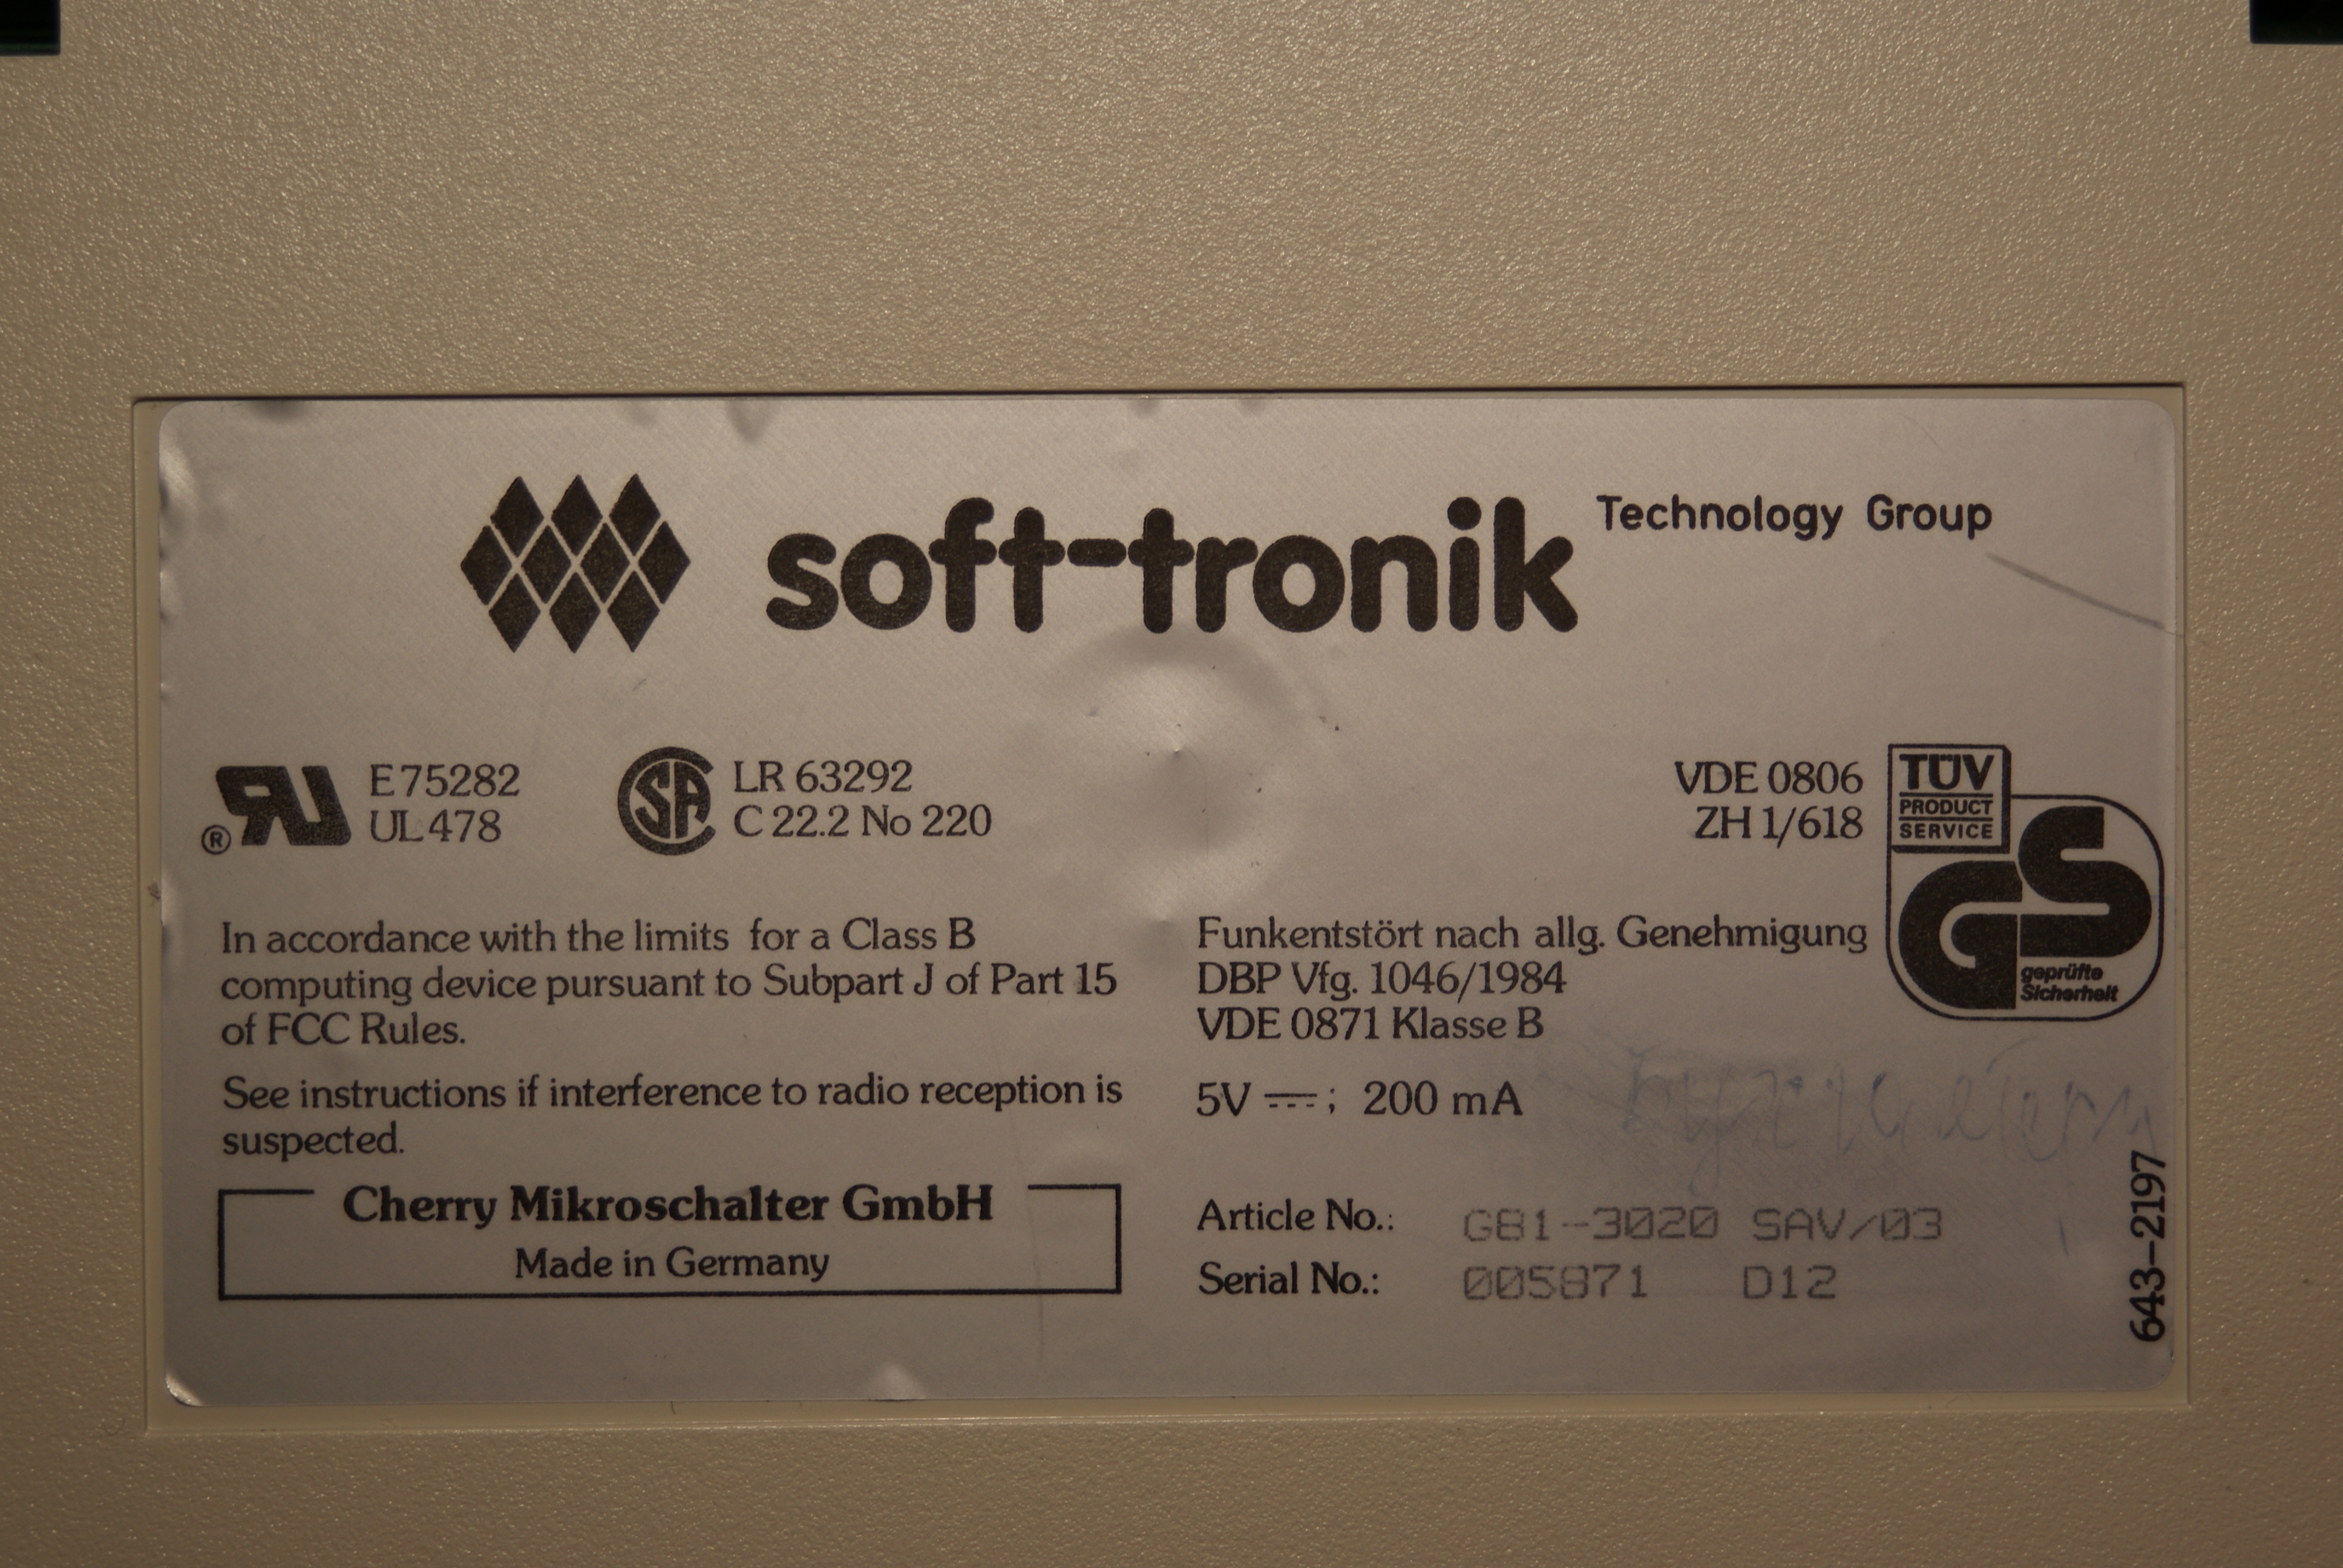 soft-tronik Technology Group
E 75282
UL 478
®
SA
LR 63292
C 22.2 No 220
VDE 0806
ZH 1/618
TÜV
PRODUCT
SERVICE
GS
geprüfte
Sicherheit
In accordance with the limits for a Class B
computing device pursuant to Subpart J of Part 15
of FCC Rules.
See instructions if interference to radio reception is
suspected.
Cherry Mikroschalter GmbH
Made in Germany
Funkentstört nach allg. Genehmigung
DBP Vfg. 1046/1984
VDE 0871 Klasse B
5V ⎓; 200 mA
Article No.: G81-3020 SAV/03
Serial No.: 005871 D12
643-2197